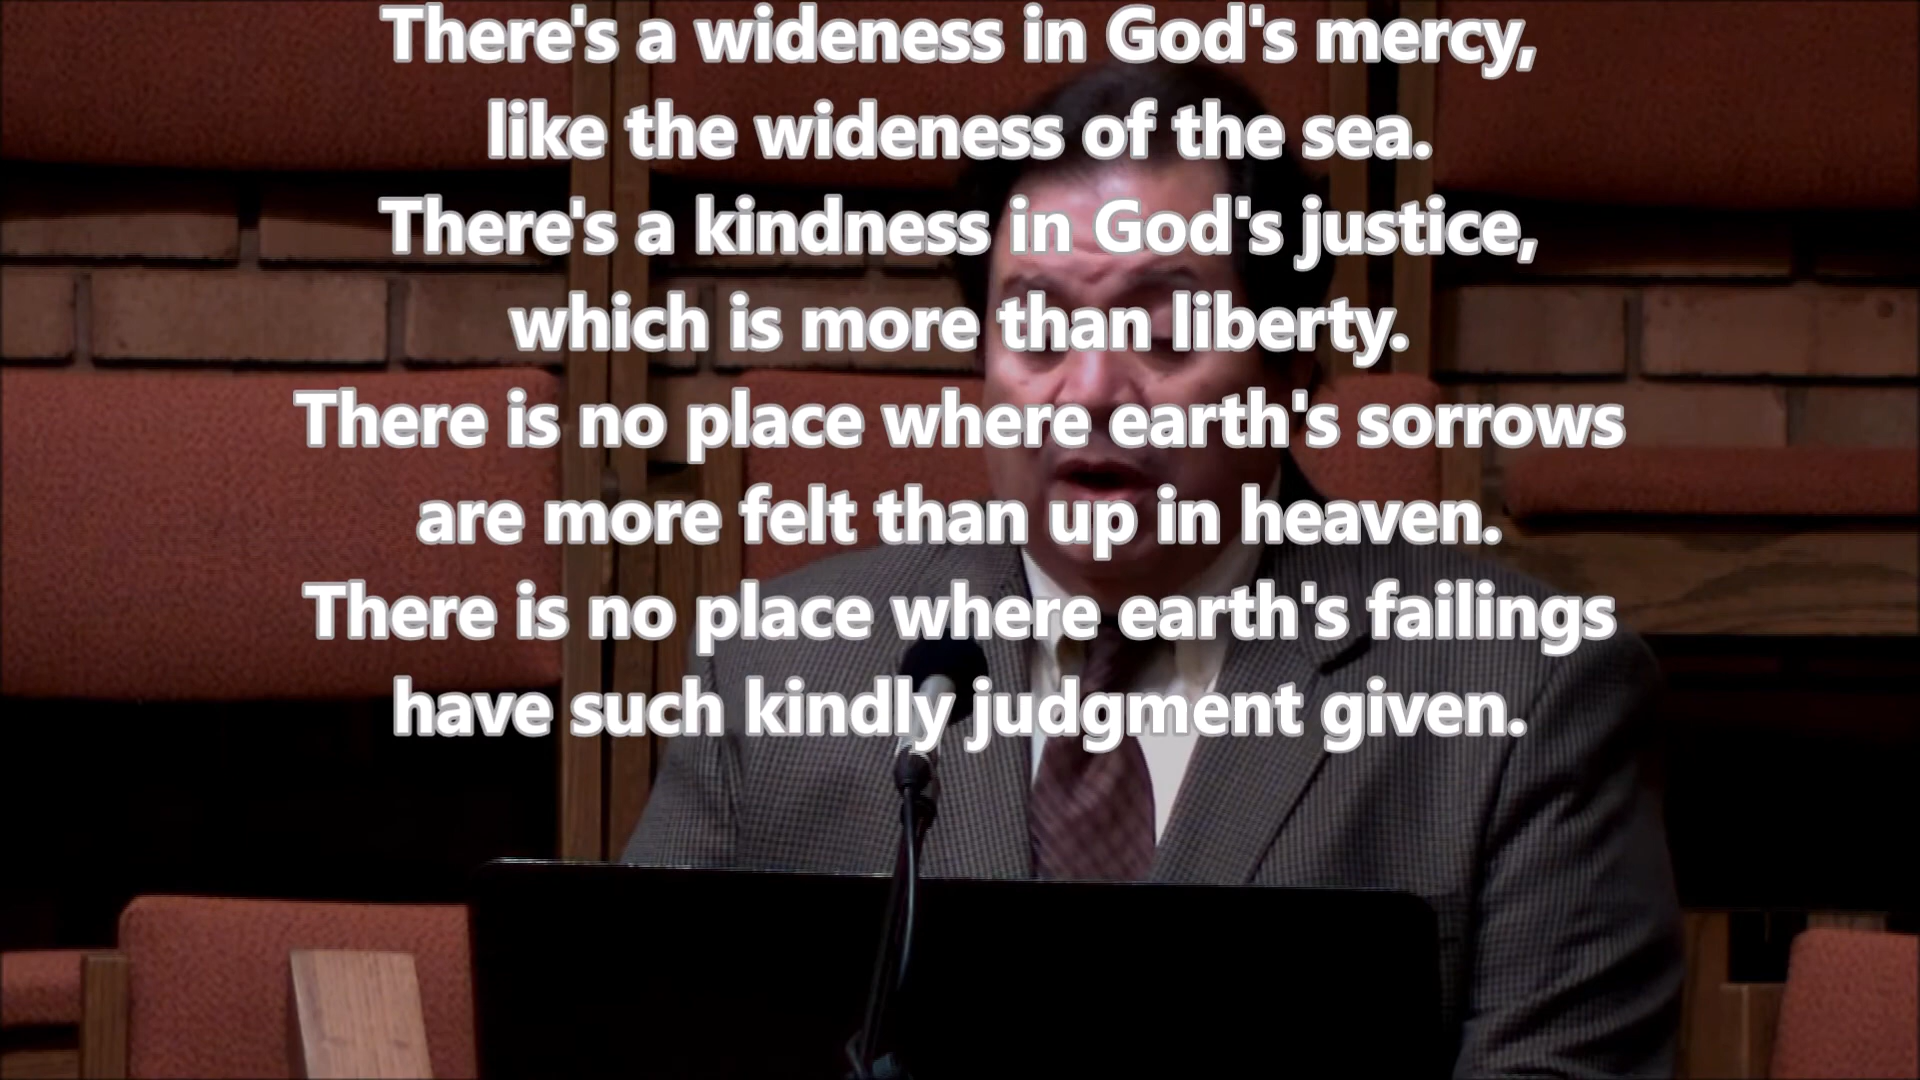 There's a wideness in God's mercy,
like the wideness of the sea.
There's a kindness in God's justice,
which is more than liberty.
There is no place where earth's sorrows
are more felt than up in heaven.
There is no place where earth's failings
have such kindly judgment given.